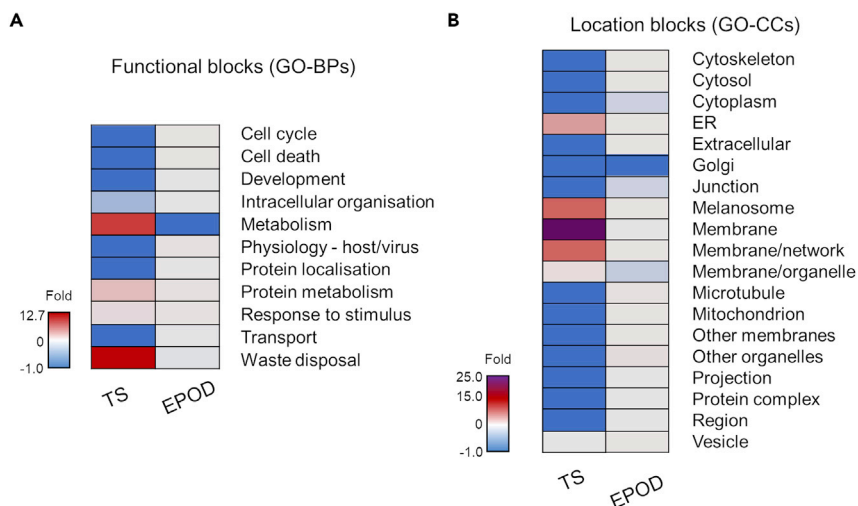 A
Functional blocks (GO-BPs)
Cell cycle
Cell death
Development
Intracellular organisation
Metabolism
Physiology - host/virus
Protein localisation
Protein metabolism
Response to stimulus
Transport
Waste disposal
Fold
12.7
0
-1.0
TS
EPOD
B
Location blocks (GO-CCs)
Cytoskeleton
Cytosol
Cytoplasm
ER
Extracellular
Golgi
Junction
Melanosome
Membrane
Membrane/network
Membrane/organelle
Microtubule
Mitochondrion
Other membranes
Other organelles
Projection
Protein complex
Region
Vesicle
Fold
25.0
15.0
0
-1.0
TS
EPOD